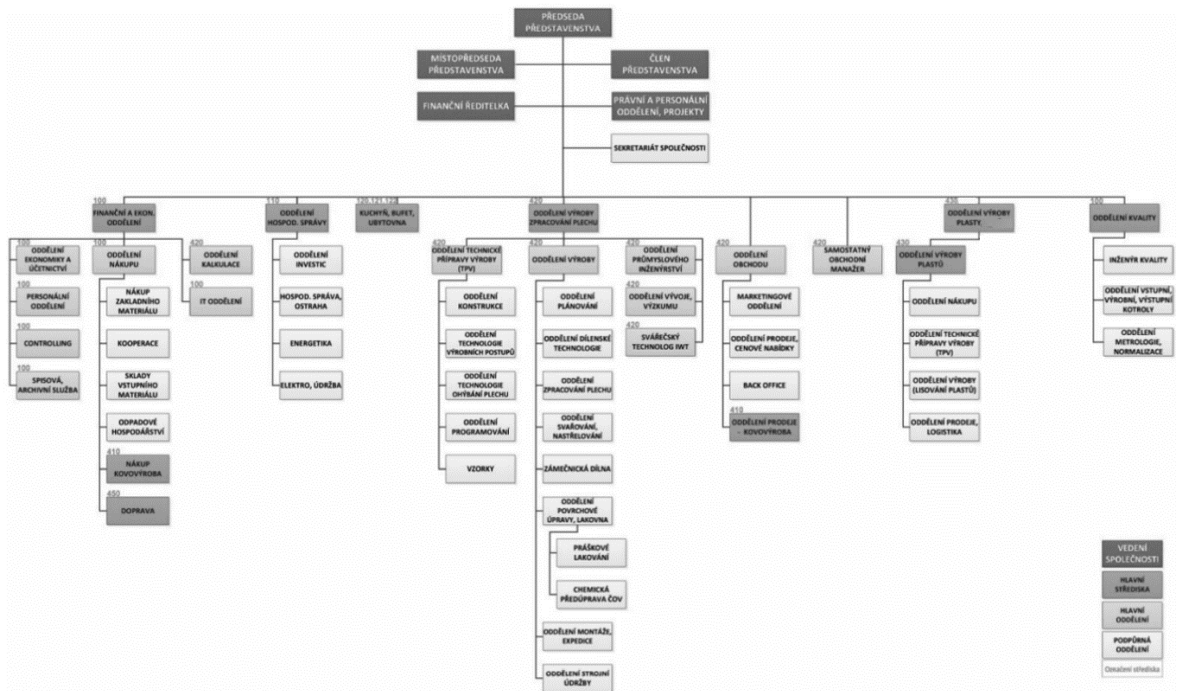 PŘEDSEDA
PŘEDSTAVENSTVA
MÍSTOPŘEDSEDA
PŘEDSTAVENSTVA
ČLEN
PŘEDSTAVENSTVA
FINANČNÍ ŘEDITELKA
PRÁVNÍ A PERSONÁLNÍ
ODDĚLENÍ, PROJEKTY
SEKRETARIÁT SPOLEČNOSTI
100
FINANČNÍ A EKON.
ODDĚLENÍ
110
ODDĚLENÍ
HOSPOD. SPRÁVY
120,121,122
KUCHYŇ, BUFET,
UBYTOVNA
420
ODDĚLENÍ VÝROBY
ZPRACOVÁNÍ PLECHU
430
ODDĚLENÍ VÝROBY
PLASTY,
100
ODDĚLENÍ KVALITY
100
ODDĚLENÍ
EKONOMIKY A
ÚČETNICTVÍ
100
PERSONÁLNÍ
ODDĚLENÍ
100
CONTROLLING
100
SPISOVÁ,
ARCHIVNÍ SLUŽBA
100
ODDĚLENÍ
NÁKUPU
NÁKUP
ZAKLADNÍHO
MATERIÁLU
KOOPERACE
SKLADY
VSTUPNÍHO
MATERIÁLU
ODPADOVÉ
HOSPODÁŘSTVÍ
410
NÁKUP
KOVOVÝROBA
450
DOPRAVA
420
ODDĚLENÍ
KALKULACE
100
IT ODDĚLENÍ
ODDĚLENÍ
INVESTIC
HOSPOD. SPRÁVA,
OSTRAHA
ENERGETIKA
ELEKTRO, ÚDRŽBA
420
ODDĚLENÍ TECHNICKÉ
PŘÍPRAVY VÝROBY
(TPV)
ODDĚLENÍ
KONSTRUKCE
ODDĚLENÍ
TECHNOLOGIE
VÝROBNÍCH POSTUPŮ
ODDĚLENÍ
TECHNOLOGIE
OHÝBÁNÍ PLECHU
ODDĚLENÍ
PROGRAMOVÁNÍ
VZORKY
420
ODDĚLENÍ VÝROBY
ODDĚLENÍ
PLÁNOVÁNÍ
ODDĚLENÍ DÍLENSKÉ
TECHNOLOGIE
ODDĚLENÍ
ZPRACOVÁNÍ PLECHU
ODDĚLENÍ
SVAŘOVÁNÍ,
NASTŘELOVÁNÍ
ZÁMEČNICKÁ DÍLNA
ODDĚLENÍ
POVRCHOVÉ
ÚPRAVY, LAKOVNA
PRÁŠKOVÉ
LAKOVÁNÍ
CHEMICKÁ
PŘEDÚPRAVA ČOV
ODDĚLENÍ MONTÁŽE,
EXPEDICE
ODDĚLENÍ STROJNÍ
ÚDRŽBY
420
ODDĚLENÍ
PRŮMYSLOVÉHO
INŽENÝRSTVÍ
420
ODDĚLENÍ VÝVOJE,
VÝZKUMU
420
SVÁŘEČSKÝ
TECHNOLOG IWT
420
ODDĚLENÍ
OBCHODU
MARKETINGOVÉ
ODDĚLENÍ
ODDĚLENÍ PRODEJE,
CENOVÉ NABÍDKY
BACK OFFICE
410
ODDĚLENÍ PRODEJE
- KOVOVÝROBA
420
SAMOSTATNÝ
OBCHODNÍ
MANAŽER
430
ODDĚLENÍ VÝROBY
PLASTŮ
ODDĚLENÍ NÁKUPU
ODDĚLENÍ TECHNICKÉ
PŘÍPRAVY VÝROBY
(TPV)
ODDĚLENÍ VÝROBY
(LISOVÁNÍ PLASTŮ)
ODDĚLENÍ PRODEJE,
LOGISTIKA
INŽENÝR KVALITY
ODDĚLENÍ VSTUPNÍ,
VÝROBNÍ, VÝSTUPNÍ
KOTROLY
ODDĚLENÍ
METROLOGIE,
NORMALIZACE
VEDENÍ
SPOLEČNOSTI
HLAVNÍ
STŘEDISKA
HLAVNÍ
ODDĚLENÍ
PODPŮRNÁ
ODDĚLENÍ
Označení střediska